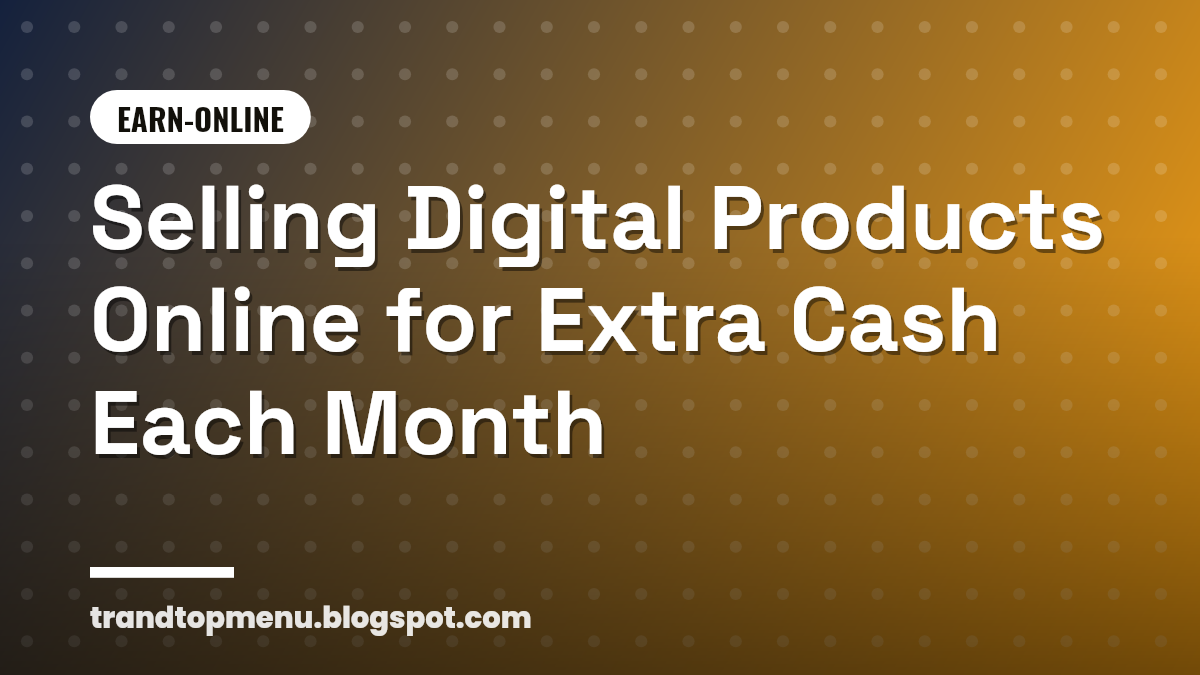 EARN-ONLINE
Selling Digital Products
Online for Extra Cash
Each Month
trandtopmenu.blogspot.com